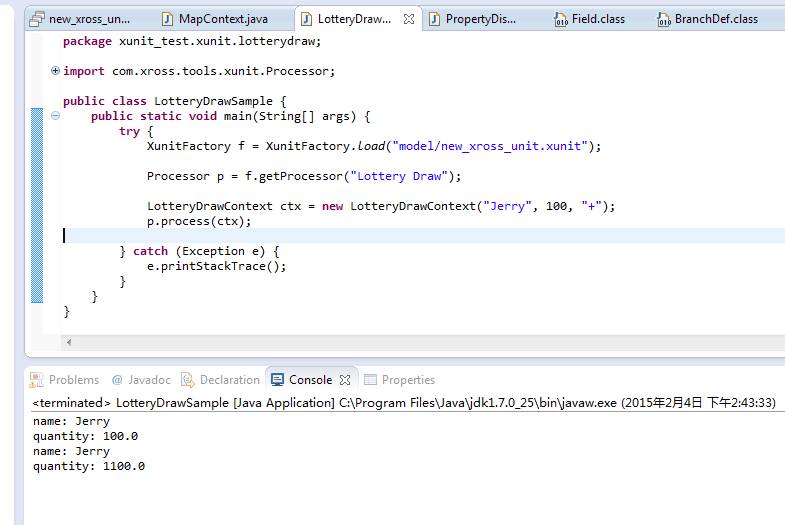 new_xross_un... MapContext.java LotteryDraw... PropertyDis... Field.class BranchDef.class
package xunit_test.xunit.lotterydraw;
import com.xross.tools.xunit.Processor;
public class LotteryDrawSample {
public static void main(String[] args) {
try {
XunitFactory f = XunitFactory.load("model/new_xross_unit.xunit");
Processor p = f.getProcessor("Lottery Draw");
LotteryDrawContext ctx = new LotteryDrawContext("Jerry", 100, "+");
p.process(ctx);
} catch (Exception e) {
e.printStackTrace();
}
}
}
Problems @ Javadoc Declaration Console Properties
<terminated> LotteryDrawSample [Java Application] C:\Program Files\Java\jdk1.7.0_25\bin\javaw.exe (2015年2月4日 下午2:43:33)
name: Jerry
quantity: 100.0
name: Jerry
quantity: 1100.0